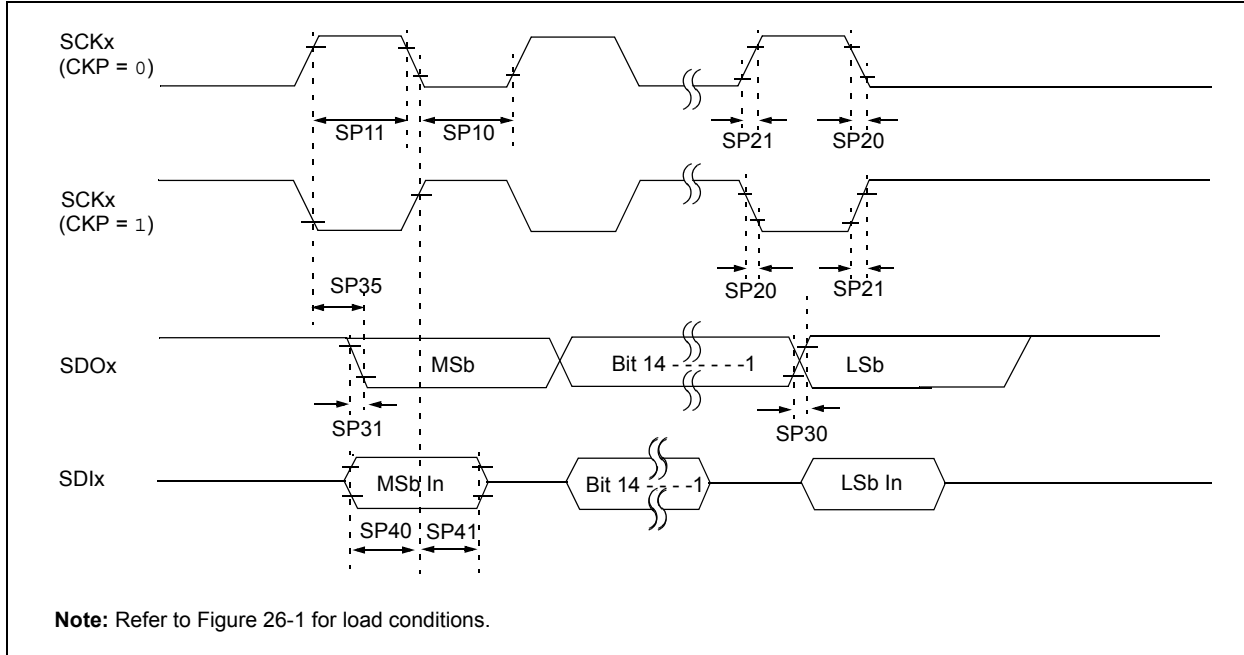 SCKx
(CKP = 0)
SP11
SP10
SP21
SP20
SCKx
(CKP = 1)
SP35
SP20
SP21
SDOx
MSb
Bit 14 - - - - - -1
LSb
SP31
SP30
SDIx
MSb In
Bit 14 - - - - -1
LSb In
SP40
SP41
Note: Refer to Figure 26-1 for load conditions.